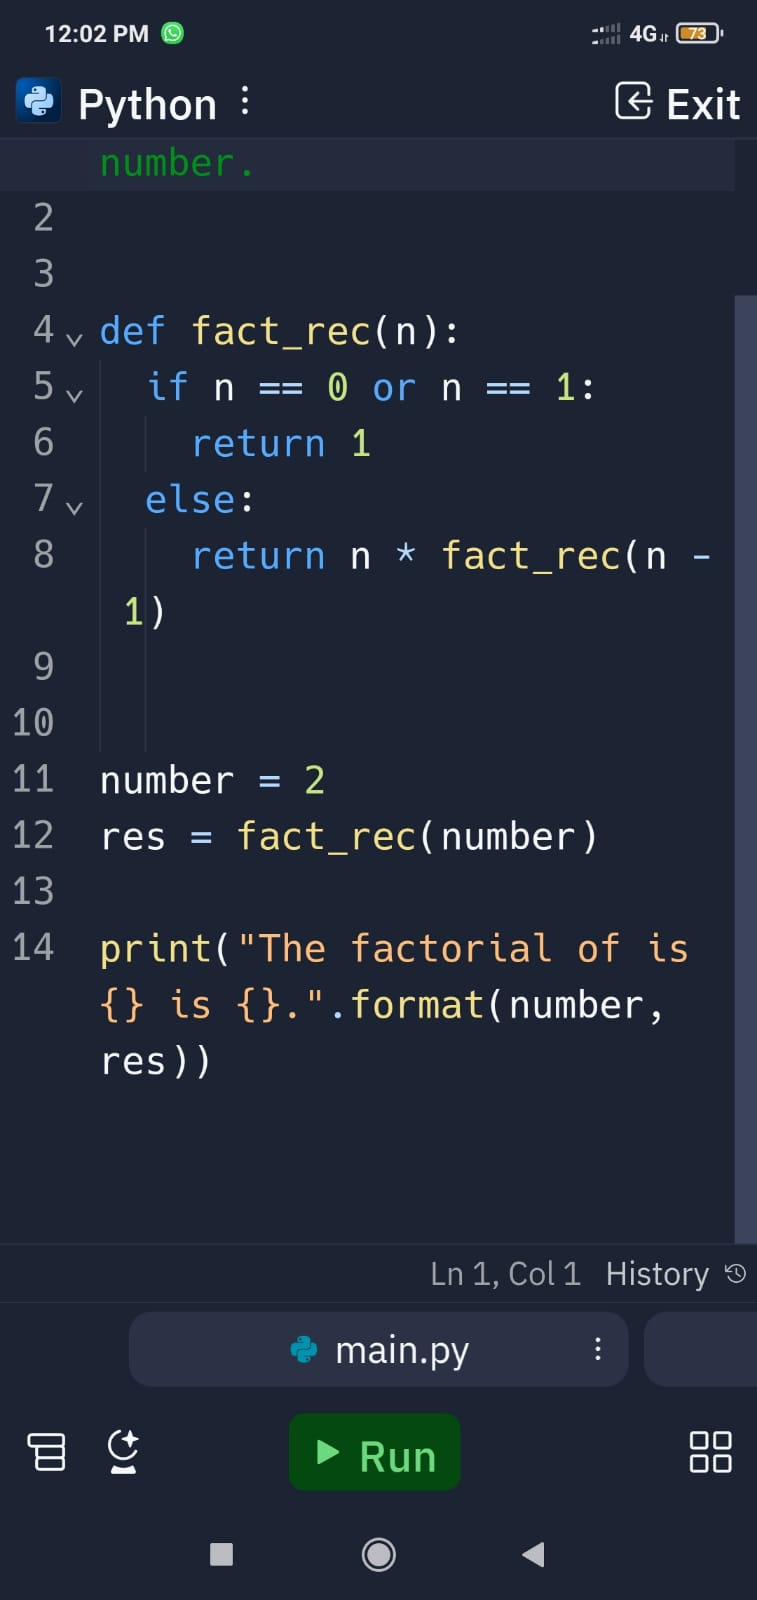 12:02 PM 4G 73
Python Exit
number.
2
3
4 def fact_rec(n):
5 if n == 0 or n == 1:
6 return 1
7 else:
8 return n * fact_rec(n -
1)
9
10
11 number = 2
12 res = fact_rec(number)
13
14 print("The factorial of is
{} is {}.".format(number,
res))
Ln 1, Col 1 History
main.py
Run